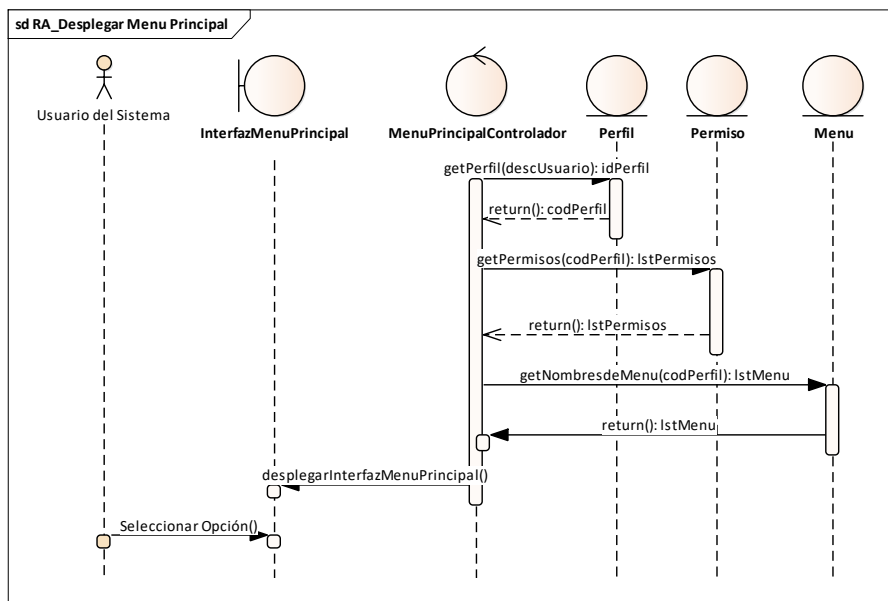 sd RA_Desplegar Menu Principal
Usuario del Sistema
InterfazMenuPrincipal
MenuPrincipalControlador
Perfil
Permiso
Menu
getPerfil(descUsuario): idPerfil
return(): codPerfil
getPermisos(codPerfil): lstPermisos
return(): lstPermisos
getNombresdeMenu(codPerfil): lstMenu
return(): lstMenu
desplegarInterfazMenuPrincipal()
Seleccionar Opción()